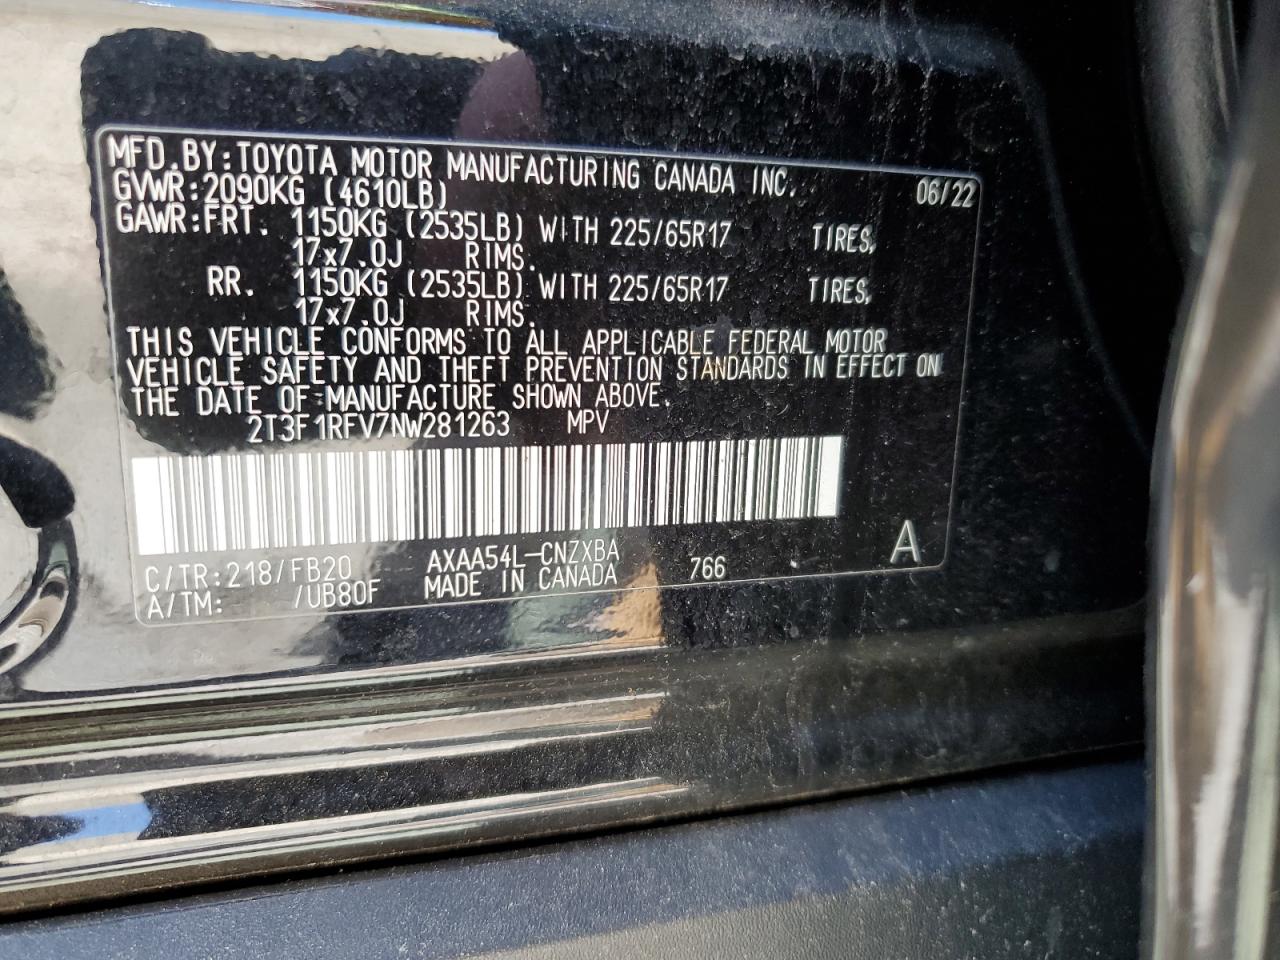 MFD.BY:TOYOTA MOTOR MANUFACTURING CANADA INC. 06/22
GVWR:2090KG (4610LB)
GAWR:FRT. 1150KG (2535LB) WITH 225/65R17 TIRES,
17x7.0J RIMS.
RR. 1150KG (2535LB) WITH 225/65R17 TIRES,
17x7.0J RIMS.
THIS VEHICLE CONFORMS TO ALL APPLICABLE FEDERAL MOTOR
VEHICLE SAFETY AND THEFT PREVENTION STANDARDS IN EFFECT ON
THE DATE OF MANUFACTURE SHOWN ABOVE.
2T3F1RFV7NW281263 MPV
C/TR:218/FB20 AXAA54L-CNZXBA 766 A
A/TM: /UB80F MADE IN CANADA